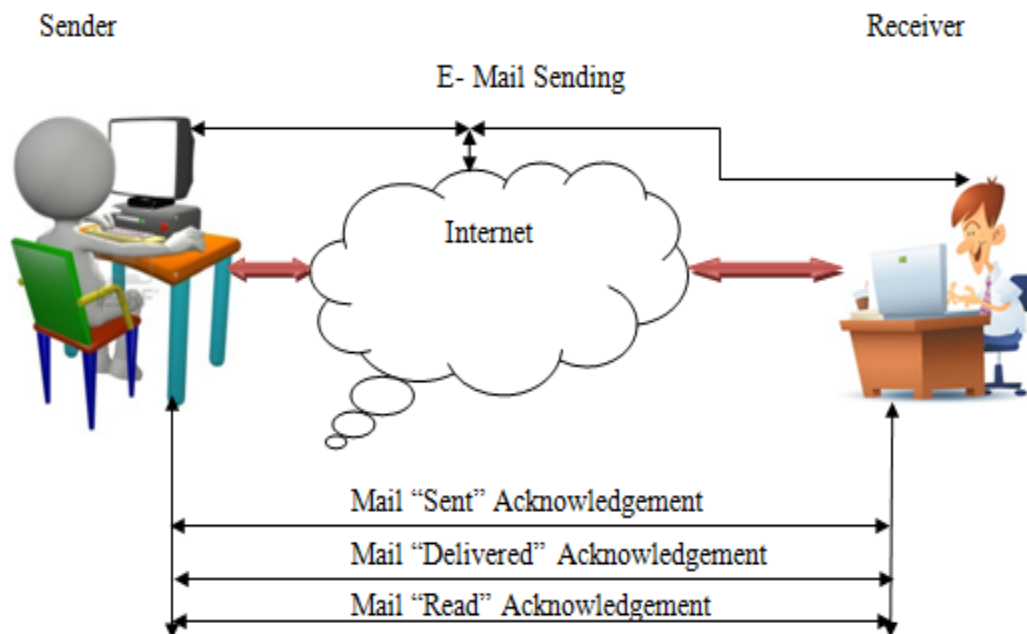 Sender
Receiver
E- Mail Sending
Internet
Mail “Sent” Acknowledgement
Mail “Delivered” Acknowledgement
Mail “Read” Acknowledgement